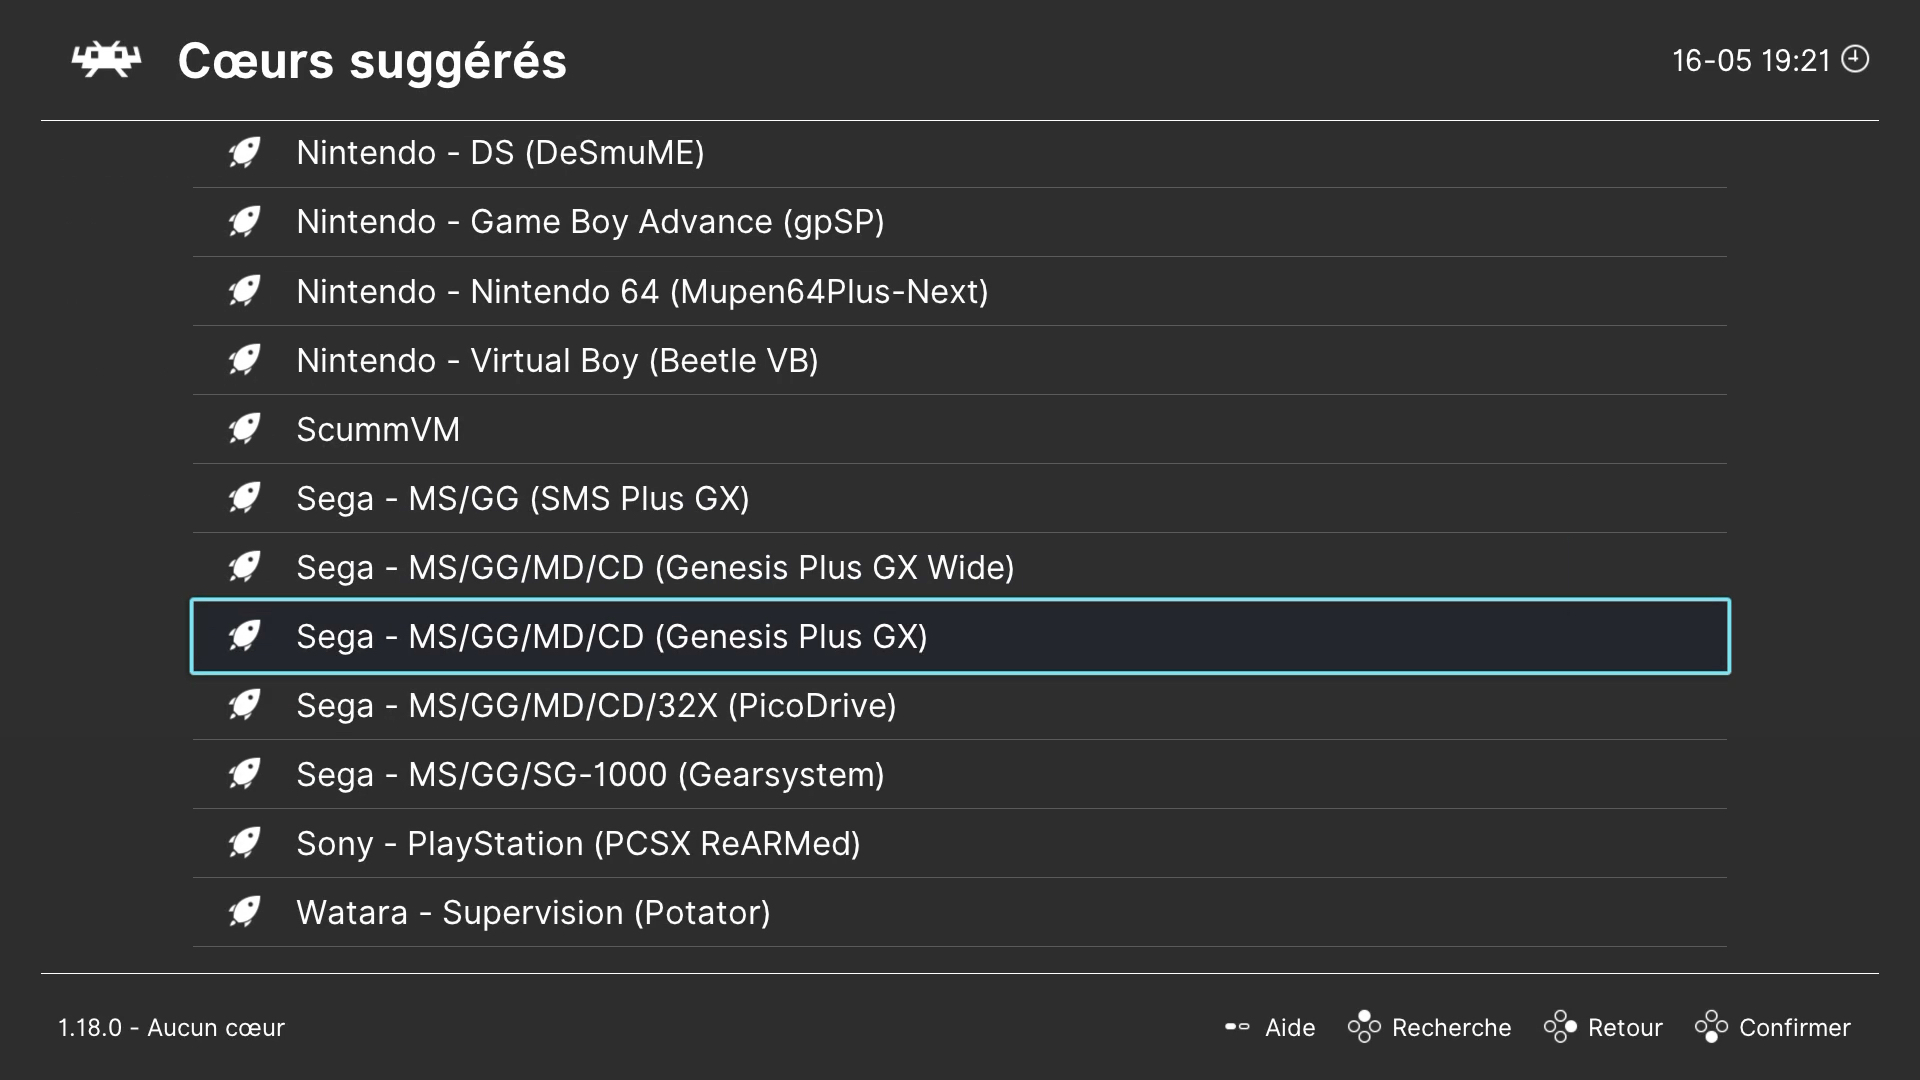 Cœurs suggérés
16-05 19:21
Nintendo - DS (DeSmuME)
Nintendo - Game Boy Advance (gpSP)
Nintendo - Nintendo 64 (Mupen64Plus-Next)
Nintendo - Virtual Boy (Beetle VB)
ScummVM
Sega - MS/GG (SMS Plus GX)
Sega - MS/GG/MD/CD (Genesis Plus GX Wide)
Sega - MS/GG/MD/CD (Genesis Plus GX)
Sega - MS/GG/MD/CD/32X (PicoDrive)
Sega - MS/GG/SG-1000 (Gearsystem)
Sony - PlayStation (PCSX ReARMed)
Watara - Supervision (Potator)
1.18.0 - Aucun cœur
Aide
Recherche
Retour
Confirmer